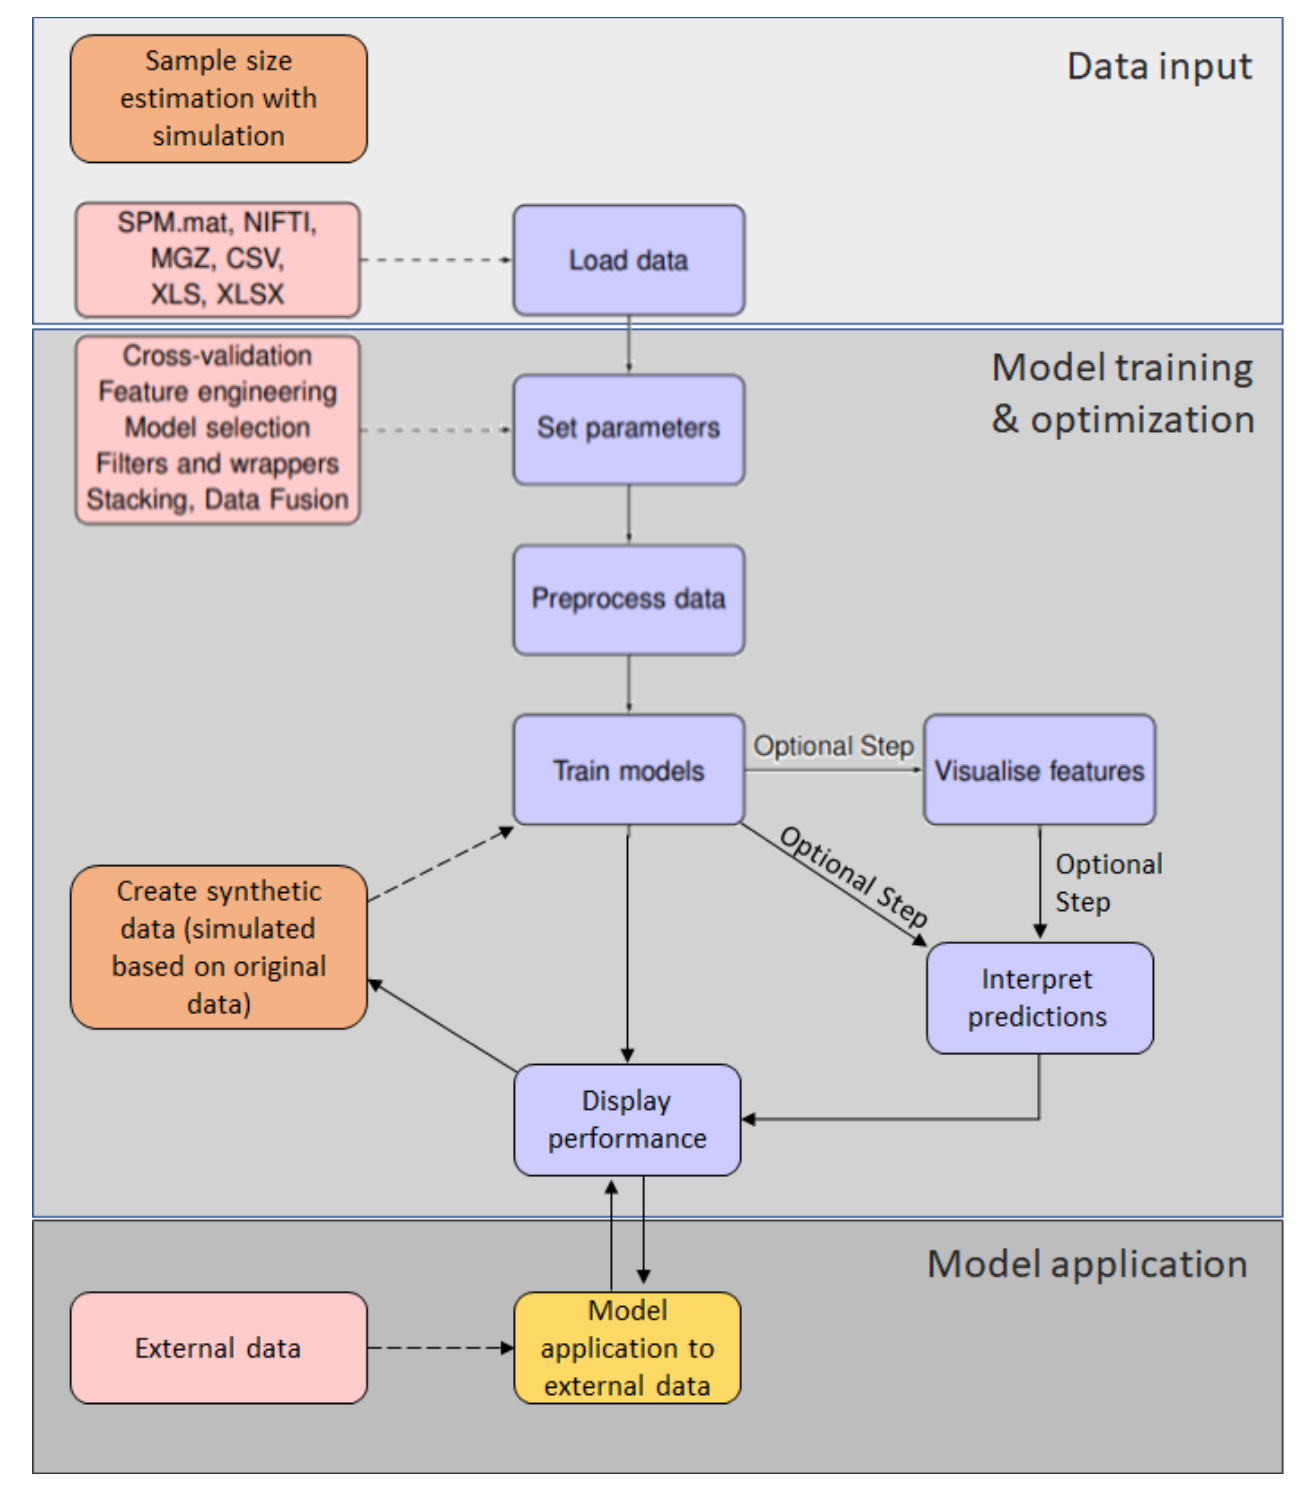 Data input
Sample size
estimation with
simulation
SPM.mat, NIFTI,
MGZ, CSV,
XLS, XLSX
Load data
Model training
& optimization
Cross-validation
Feature engineering
Model selection
Filters and wrappers
Stacking, Data Fusion
Set parameters
Preprocess data
Train models
Optional Step
Visualise features
Optional Step
Optional
Step
Create synthetic
data (simulated
based on original
data)
Interpret
predictions
Display
performance
Model application
External data
Model
application to
external data